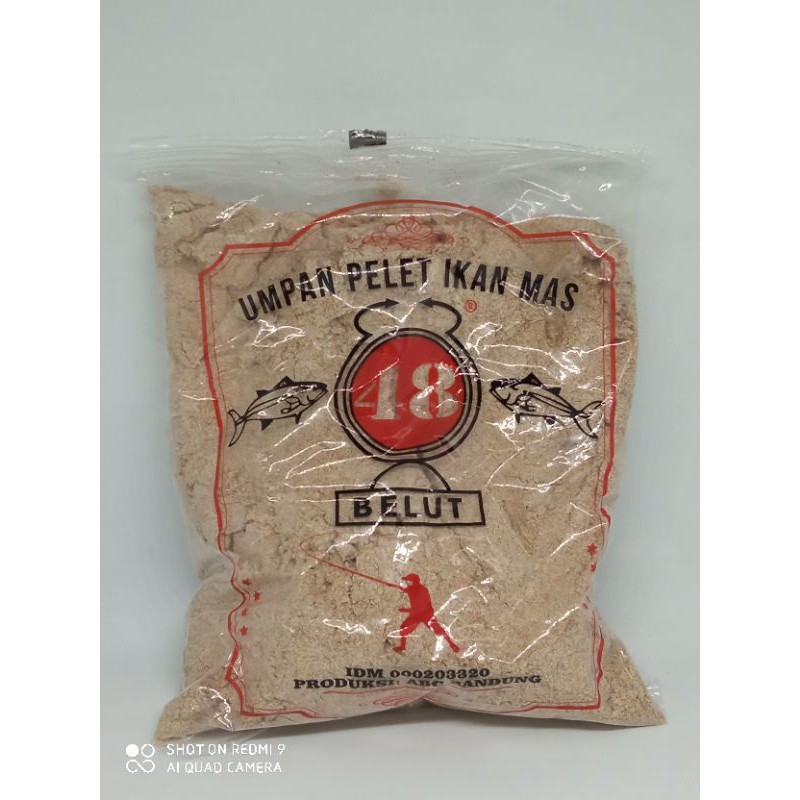 UMPAN PELET IKAN MAS
®
48
BELUT
IDM 000203320
PRODUKSI: ABC BANDUNG
SHOT ON REDMI 9
AI QUAD CAMERA